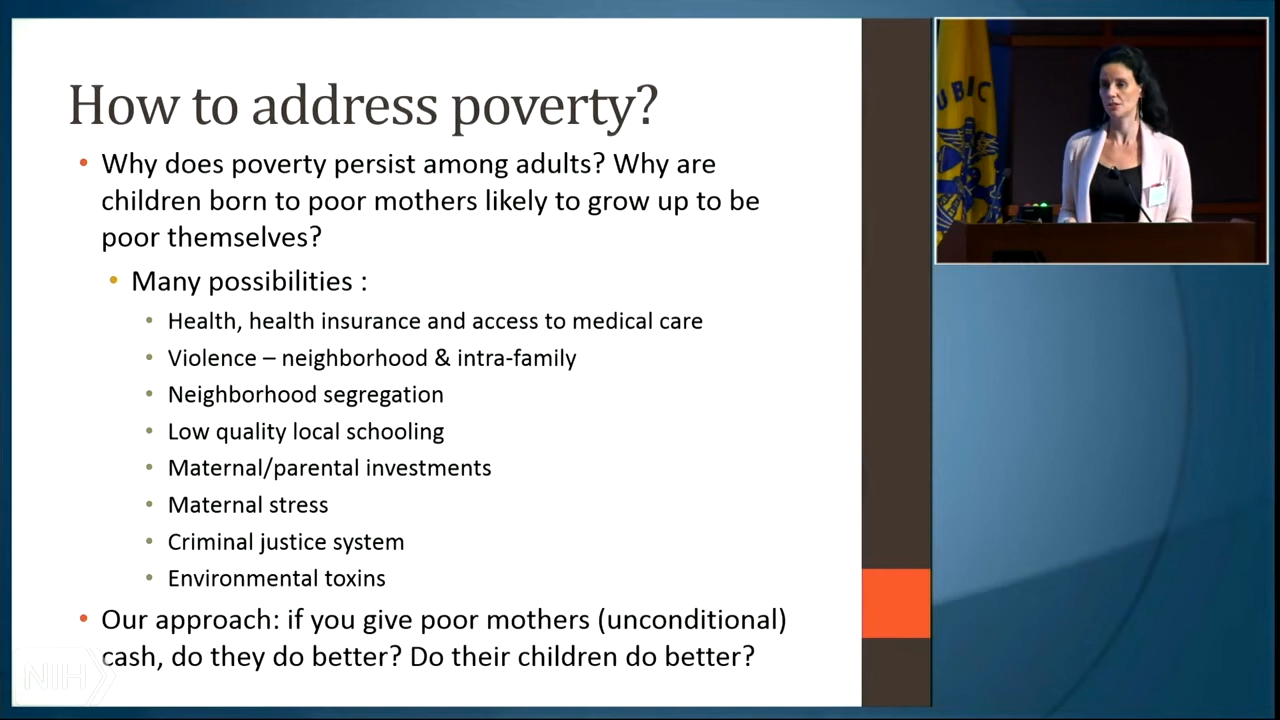 How to address poverty?
• Why does poverty persist among adults? Why are
children born to poor mothers likely to grow up to be
poor themselves?
• Many possibilities :
• Health, health insurance and access to medical care
• Violence – neighborhood & intra-family
• Neighborhood segregation
• Low quality local schooling
• Maternal/parental investments
• Maternal stress
• Criminal justice system
• Environmental toxins
• Our approach: if you give poor mothers (unconditional)
cash, do they do better? Do their children do better?
NIH
UBIC